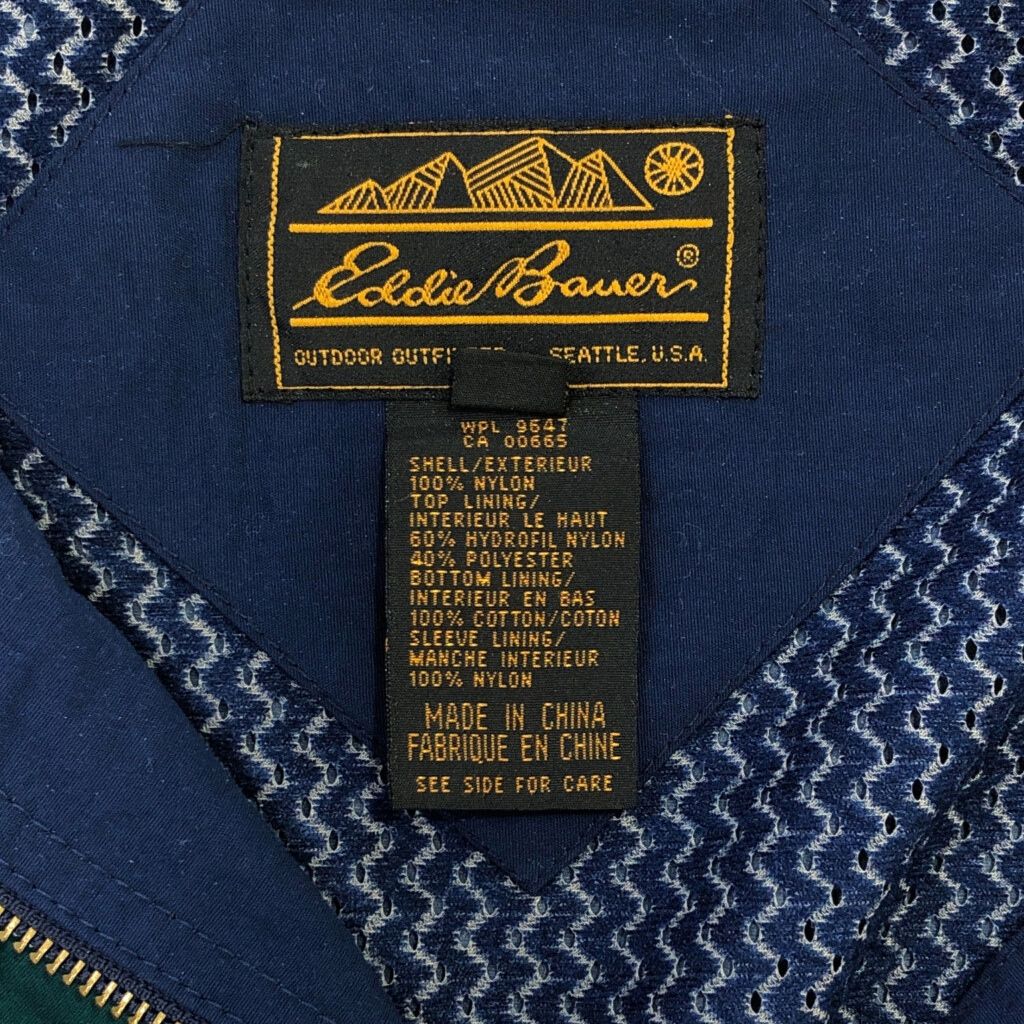 Eddie Bauer®
OUTDOOR SEATTLE, U.S.A.
WPL 9647
CA 00665
SHELL/EXTERIEUR
100% NYLON
TOP LINING/
INTERIEUR LE HAUT
60% HYDROFIL NYLON
40% POLYESTER
BOTTOM LINING/
INTERIEUR EN BAS
100% COTTON/COTON
SLEEVE LINING/
MANCHE INTERIEUR
100% NYLON
MADE IN CHINA
FABRIQUE EN CHINE
SEE SIDE FOR CARE